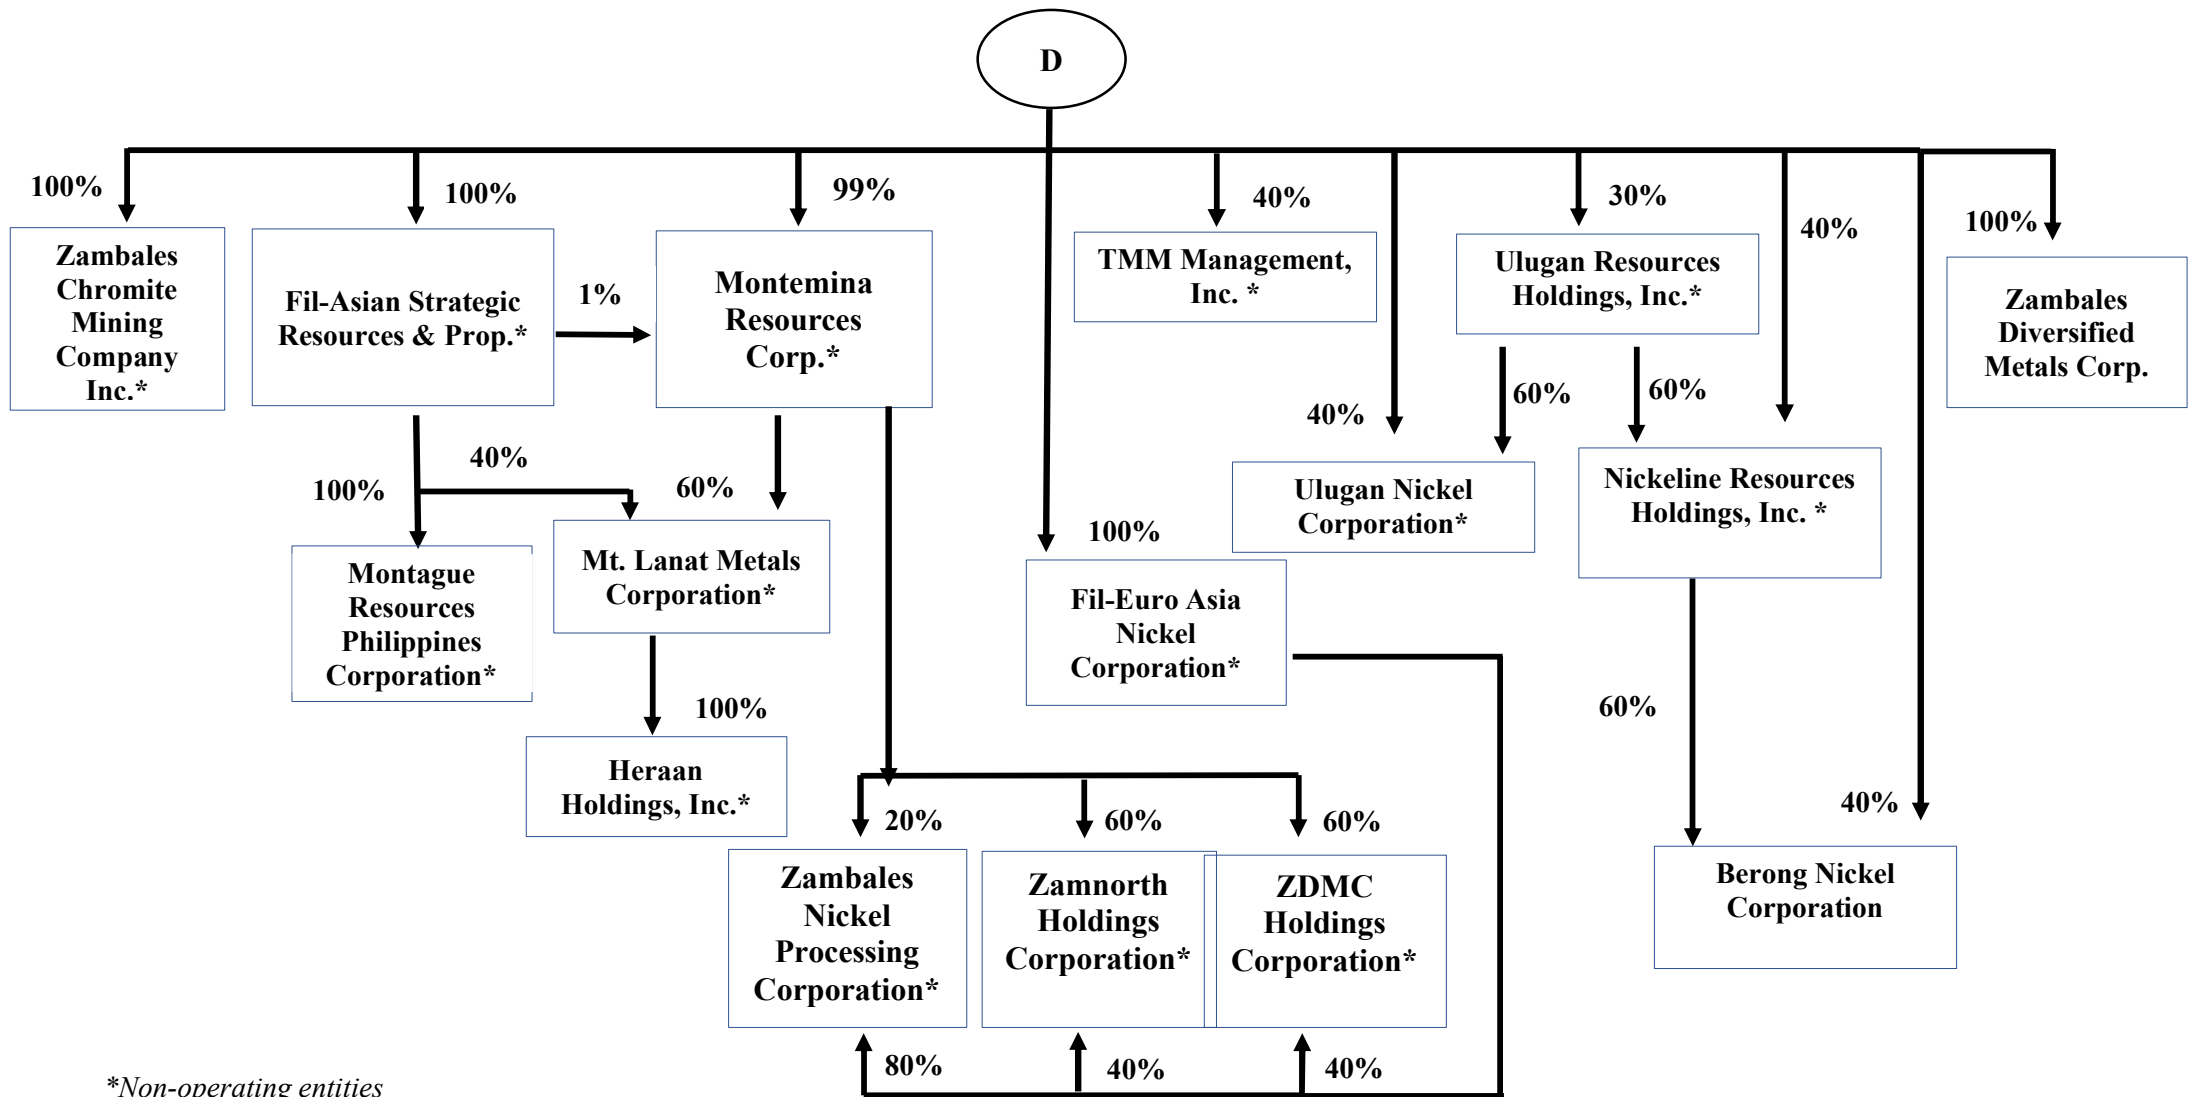 D
100%
100%
99%
40%
30%
40%
100%
Zambales
Chromite
Mining
Company
Inc.*
Fil-Asian Strategic
Resources & Prop.*
1%
Montemina
Resources
Corp.*
TMM Management,
Inc. *
Ulugan Resources
Holdings, Inc.*
Zambales
Diversified
Metals Corp.
40%
60%
60%
100%
40%
60%
Ulugan Nickel
Corporation*
Nickeline Resources
Holdings, Inc. *
Montague
Resources
Philippines
Corporation*
Mt. Lanat Metals
Corporation*
100%
Fil-Euro Asia
Nickel
Corporation*
100%
60%
Heraan
Holdings, Inc.*
20%
60%
60%
40%
Zambales
Nickel
Processing
Corporation*
Zamnorth
Holdings
Corporation*
ZDMC
Holdings
Corporation*
Berong Nickel
Corporation
80%
40%
40%
*Non-operating entities